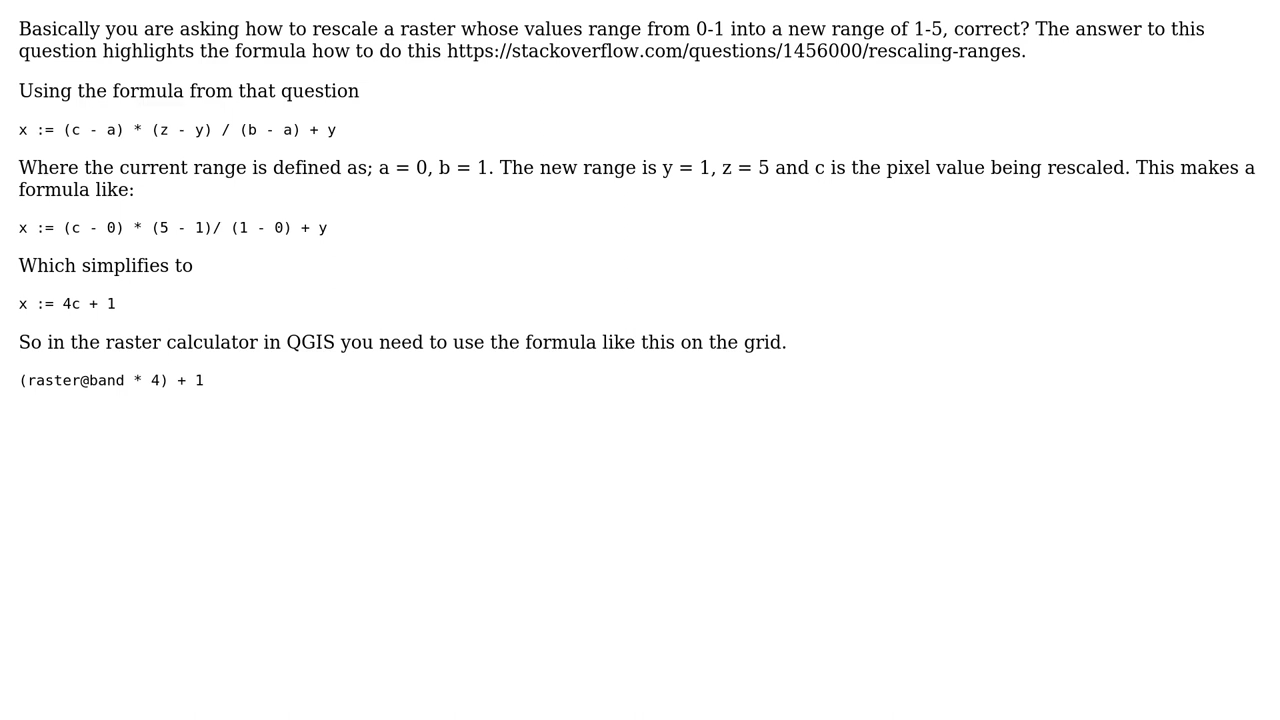 Basically you are asking how to rescale a raster whose values range from 0-1 into a new range of 1-5, correct? The answer to this
question highlights the formula how to do this https://stackoverflow.com/questions/1456000/rescaling-ranges.
Using the formula from that question
x := (c - a) * (z - y) / (b - a) + y
Where the current range is defined as; a = 0, b = 1. The new range is y = 1, z = 5 and c is the pixel value being rescaled. This makes a
formula like:
x := (c - 0) * (5 - 1)/ (1 - 0) + y
Which simplifies to
x := 4c + 1
So in the raster calculator in QGIS you need to use the formula like this on the grid.
(raster@band * 4) + 1